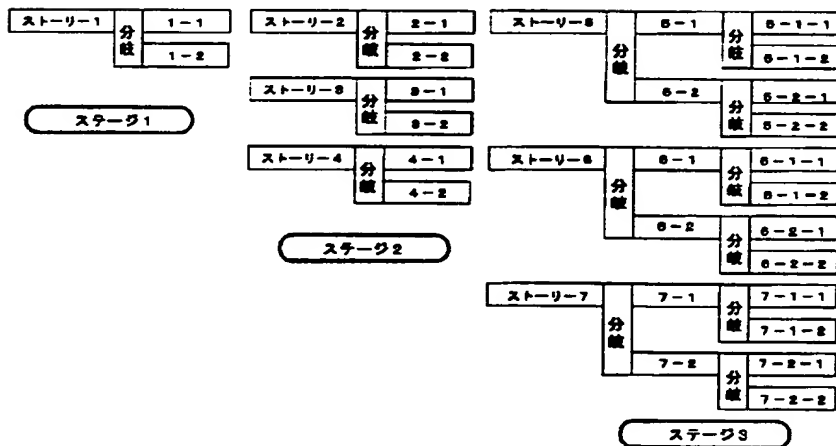 ストーリー1
分岐
1-1
1-2
ステージ1
ストーリー2
分岐
2-1
2-2
ストーリー3
分岐
3-1
3-2
ストーリー4
分岐
4-1
4-2
ステージ2
ストーリー5
分岐
5-1
分岐
5-1-1
5-1-2
5-2
分岐
5-2-1
5-2-2
ストーリー6
分岐
6-1
分岐
6-1-1
6-1-2
6-2
分岐
6-2-1
6-2-2
ストーリー7
分岐
7-1
分岐
7-1-1
7-1-2
7-2
分岐
7-2-1
7-2-2
ステージ3